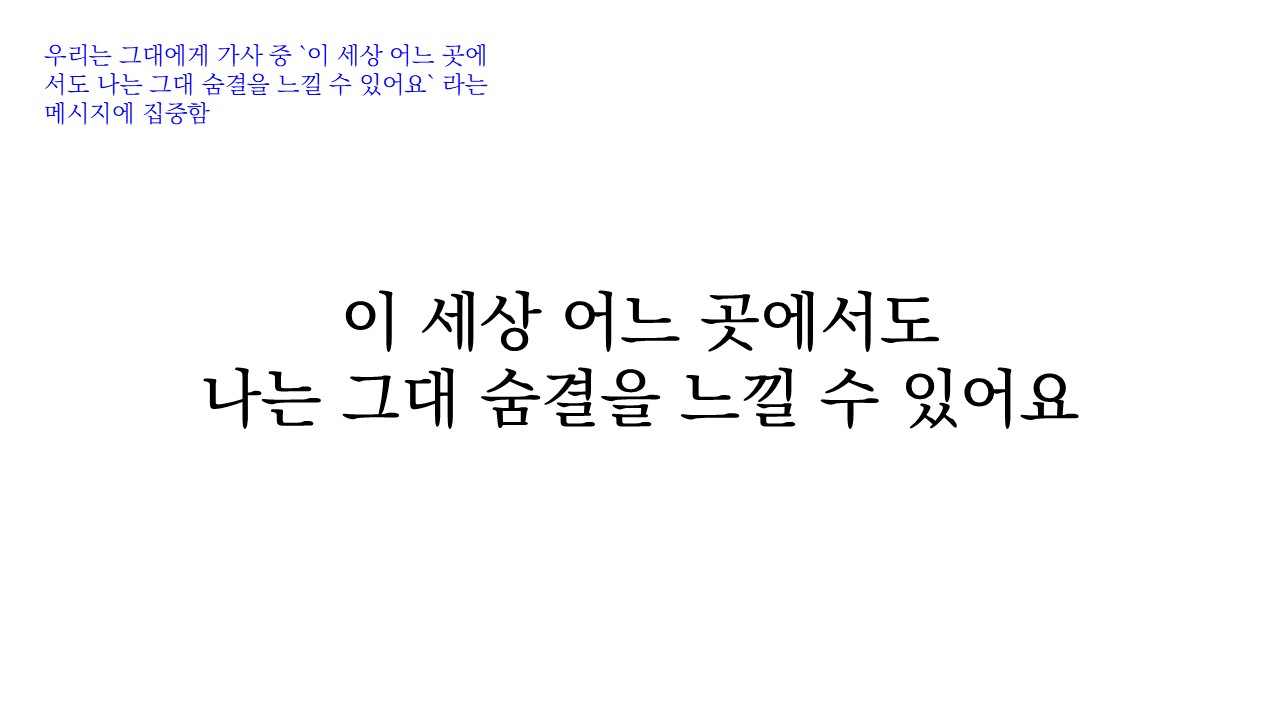 우리는 그대에게 가사 중 `이 세상 어느 곳에
서도 나는 그대 숨결을 느낄 수 있어요` 라는
메시지에 집중함
이 세상 어느 곳에서도
나는 그대 숨결을 느낄 수 있어요